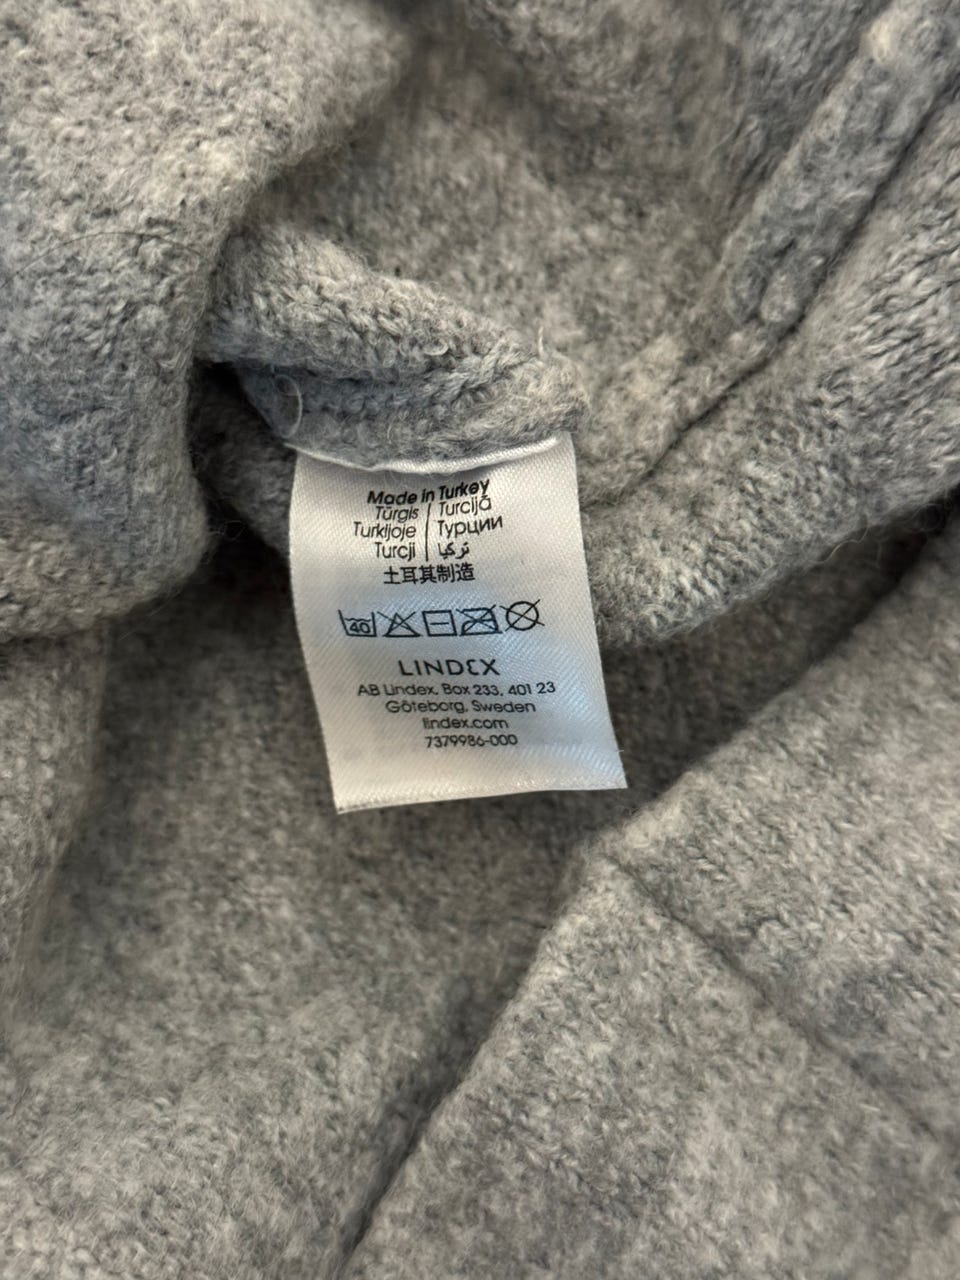 Made in Turkey
Türgis | Turcijā
Turkijoje | Турции
Turcji | تركيا
土耳其制造
40
LINDEX
AB Lindex, Box 233, 401 23
Göteborg, Sweden
lindex.com
7379986-000